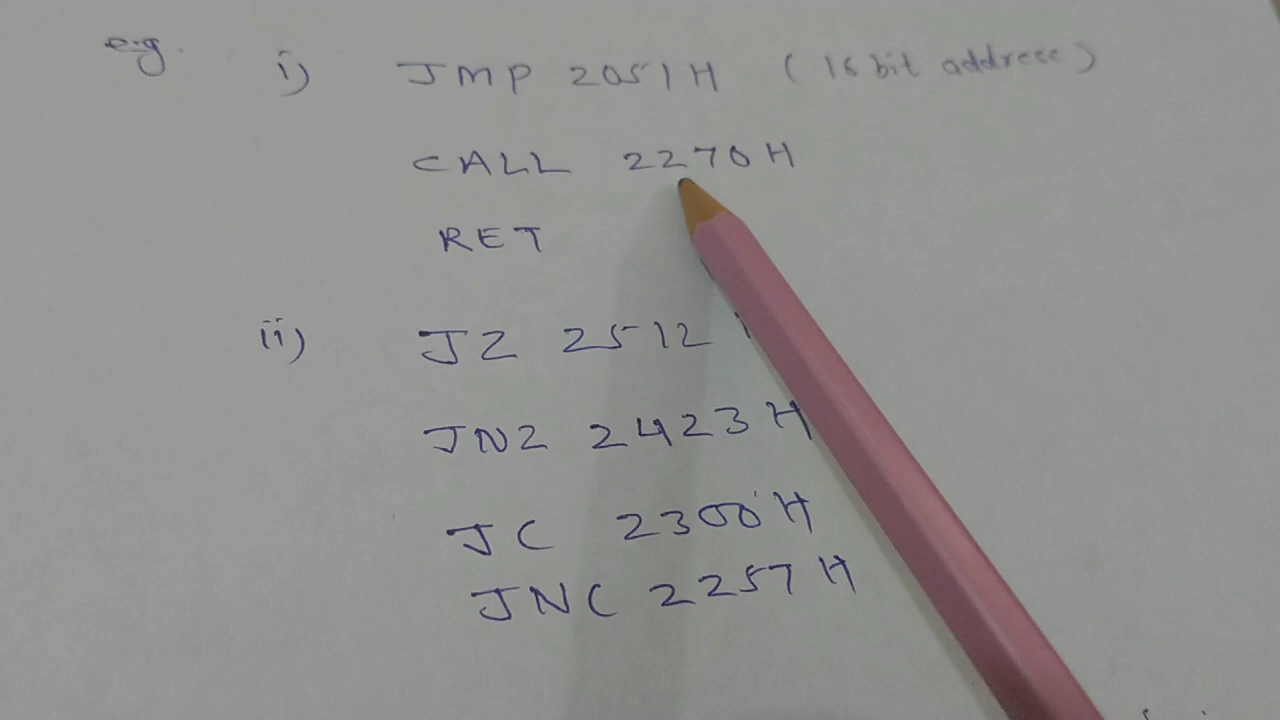 e.g. i) JMP 2051H (16 bit address)
CALL 2270H
RET
ii) JZ 2512
JNZ 2423H
JC 2300H
JNC 2257H